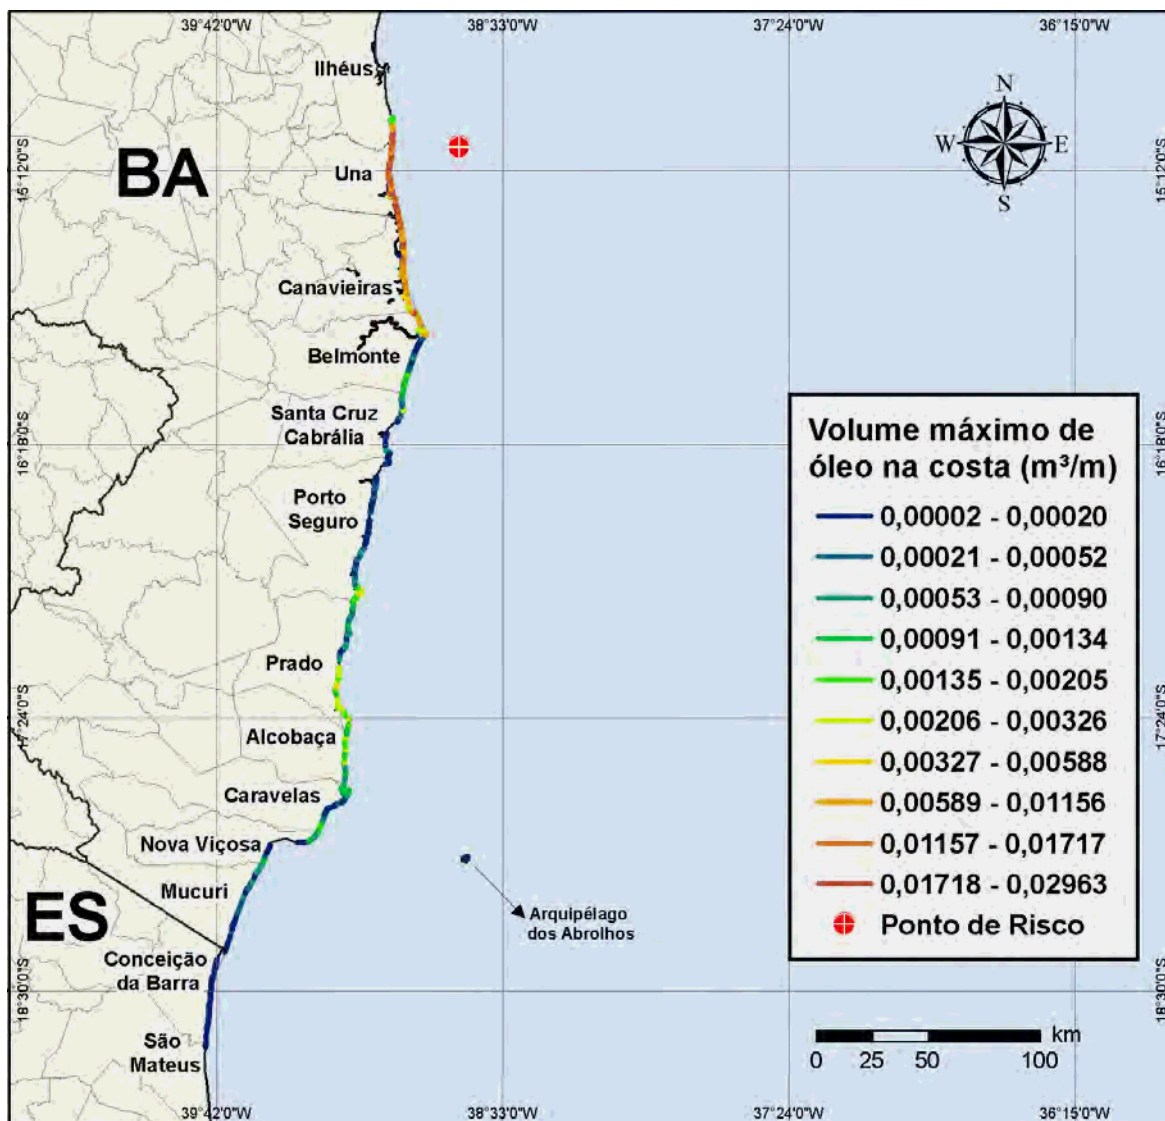 39°42'0"W
38°33'0"W
37°24'0"W
36°15'0"W
Ilhéus
N
W
E
S
BA
Una
15°12'0"S
15°12'0"S
Canavieiras
Belmonte
Santa Cruz
Cabrália
16°18'0"S
16°18'0"S
Porto
Seguro
Prado
17°24'0"S
17°24'0"S
Alcobaça
Caravelas
Nova Viçosa
Mucuri
ES
Arquipélago
dos Abrolhos
Conceição
da Barra
18°30'0"S
18°30'0"S
São
Mateus
Volume máximo de
óleo na costa (m³/m)
0,00002 - 0,00020
0,00021 - 0,00052
0,00053 - 0,00090
0,00091 - 0,00134
0,00135 - 0,00205
0,00206 - 0,00326
0,00327 - 0,00588
0,00589 - 0,01156
0,01157 - 0,01717
0,01718 - 0,02963
Ponto de Risco
km
0 25 50 100
39°42'0"W
38°33'0"W
37°24'0"W
36°15'0"W